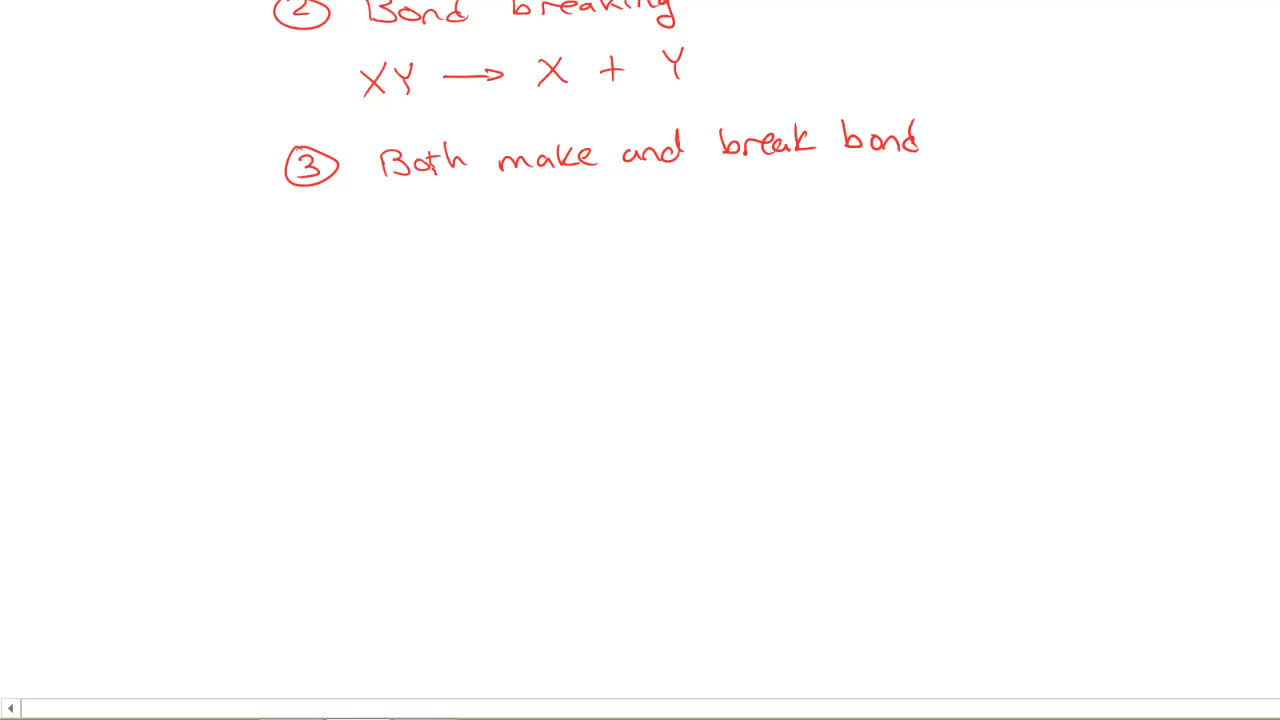 ② Bond breaking
XY → X + Y
③ Both make and break bond